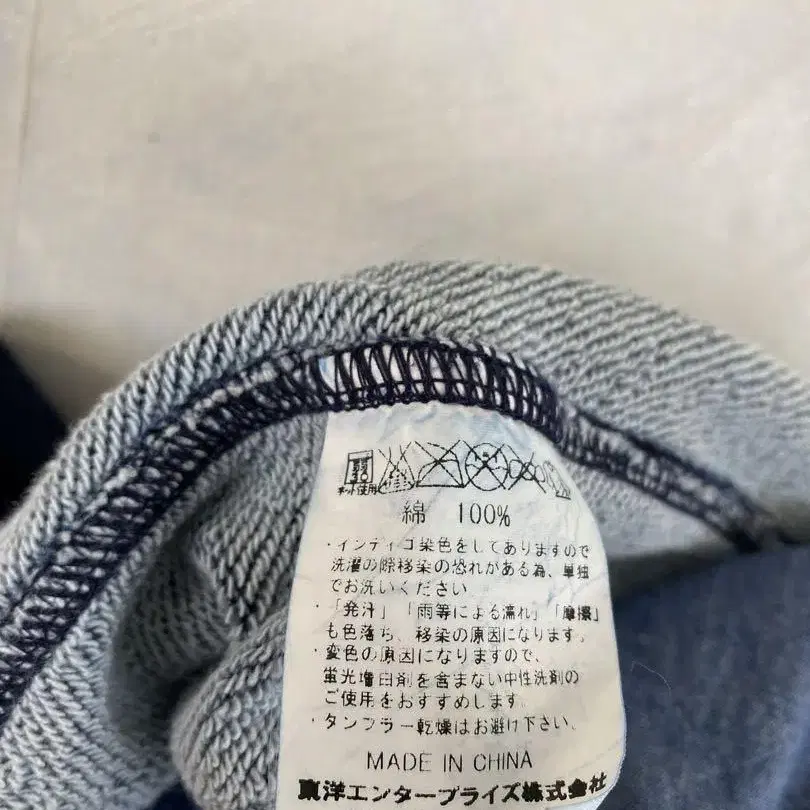 ネット使用
綿 100%
・インディゴ染色をしてありますので
洗濯の際移染の恐れがある為、単独
でお洗いください
・「発汁」「雨等による濡れ」「摩擦」
も色落ち、移染の原因になります。
・変色の原因になりますので、
蛍光増白剤を含まない中性洗剤の
ご使用をおすすめします。
・タンブラー乾燥はお避け下さい。
MADE IN CHINA
東洋エンタープライズ株式会社